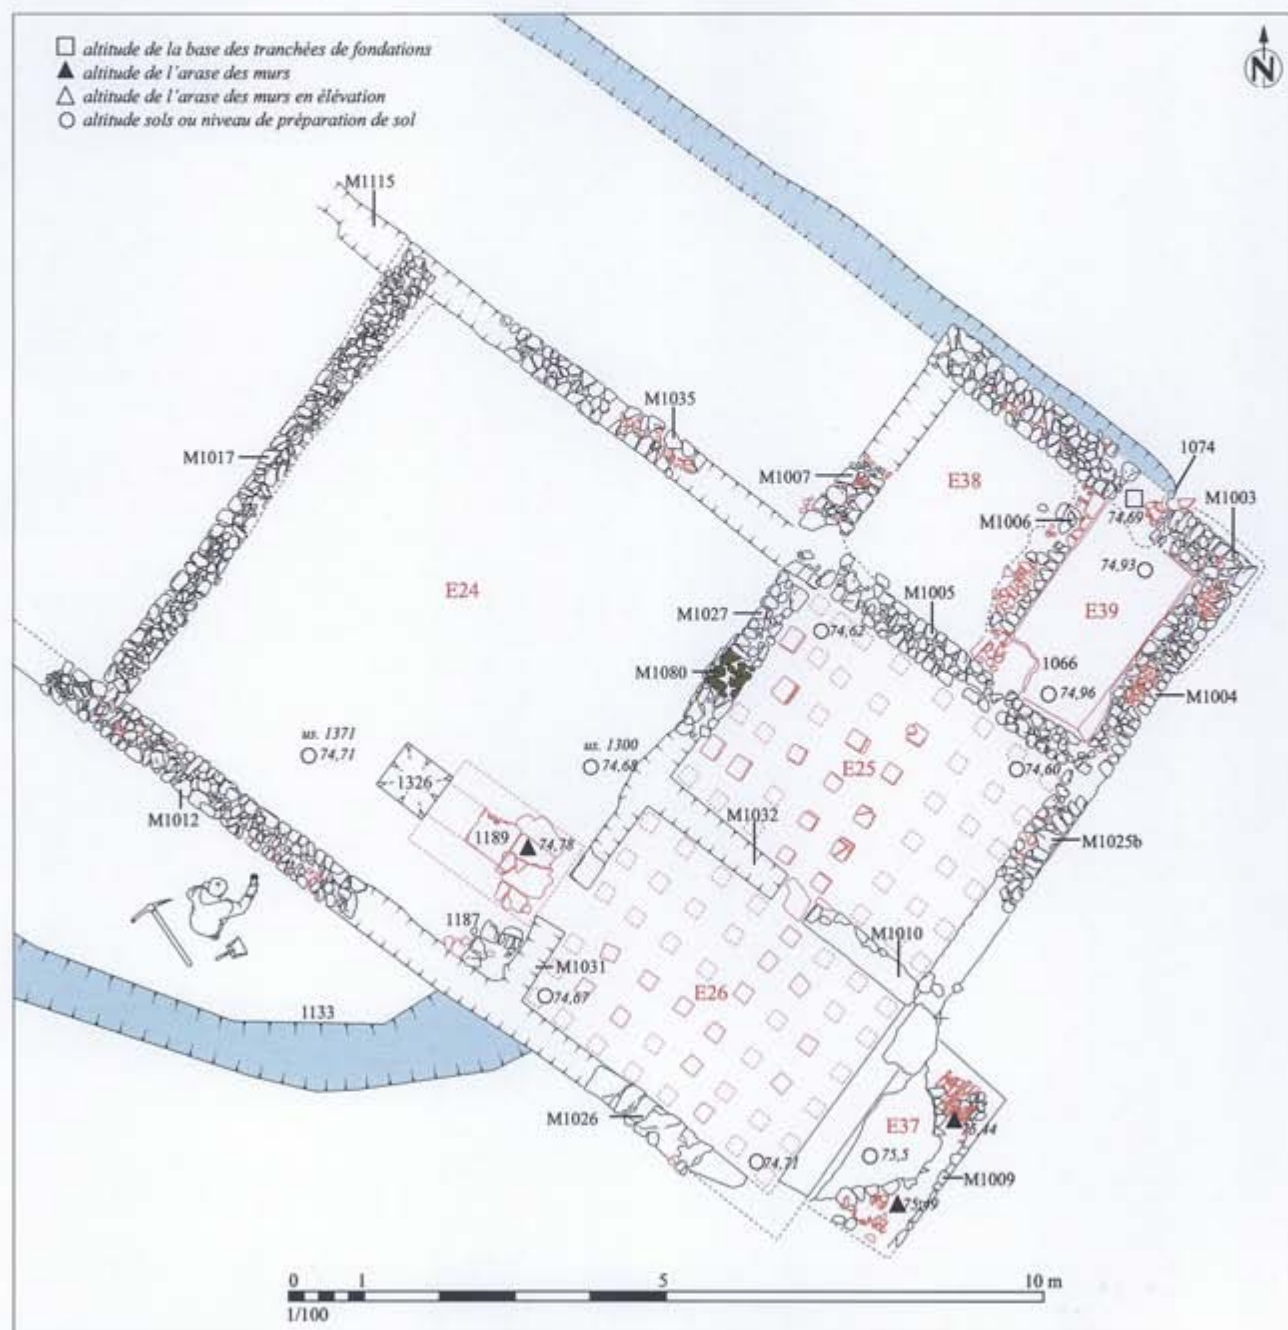 altitude de la base des tranchées de fondations
altitude de l'arase des murs
altitude de l'arase des murs en élévation
altitude sols ou niveau de préparation de sol
N
M1115
M1035
M1017
M1007
E38
1074
M1003
M1006
74,69
74,93
E24
E39
M1027
74,62
M1005
1066
M1080
74,96
M1004
us. 1371
74,71
us. 1300
74,68
E25
74,60
1326
M1012
1189
74,78
M1032
M1025b
1187
M1031
M1010
74,67
E26
1133
M1026
E37
75,44
74,71
75,5
M1009
75,49
0 1 5 10 m
1/100